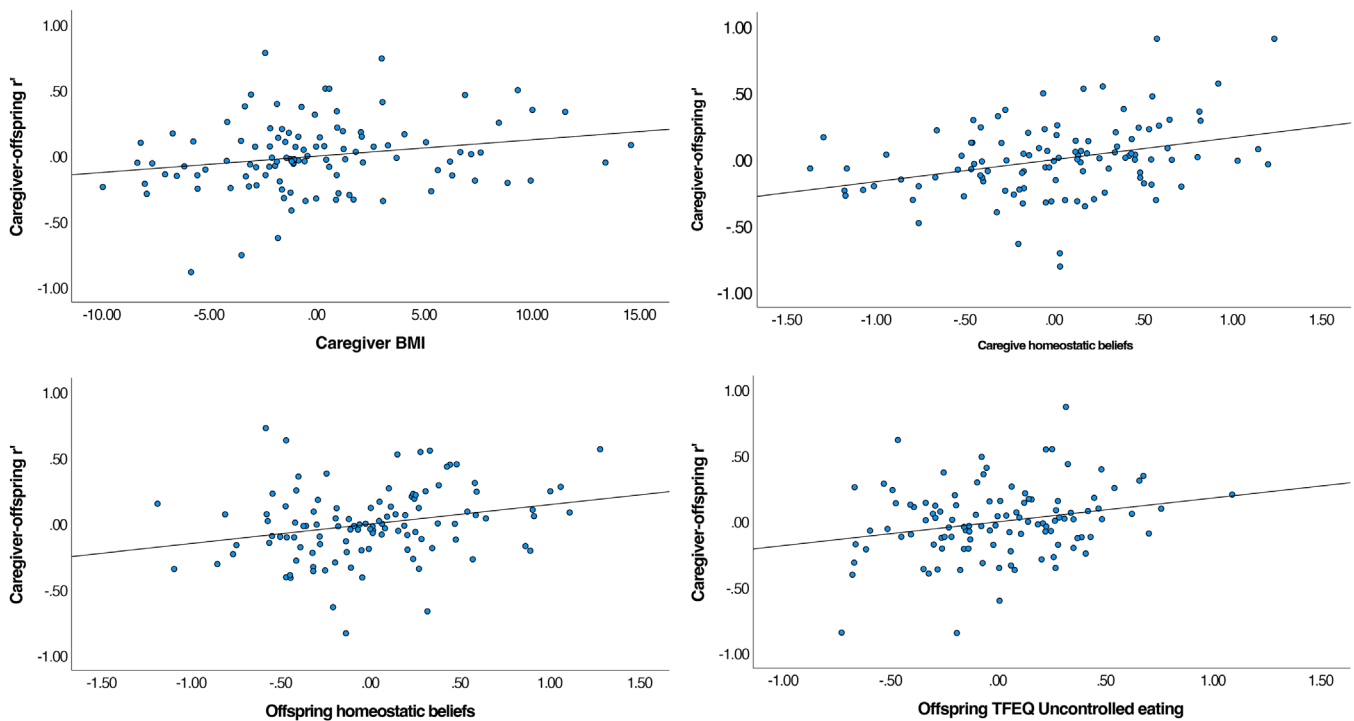 1.00
.50
.00
-.50
-1.00
Caregiver-offspring r'
-10.00 -5.00 .00 5.00 10.00 15.00
Caregiver BMI
1.00
.50
.00
-.50
-1.00
Caregiver-offspring r'
-1.50 -1.00 -.50 .00 .50 1.00 1.50
Caregive homeostatic beliefs
1.00
.50
.00
-.50
-1.00
Caregiver-offspring r'
-1.50 -1.00 -.50 .00 .50 1.00 1.50
Offspring homeostatic beliefs
1.00
.50
.00
-.50
-1.00
Caregiver-offspring r'
-1.00 -.50 .00 .50 1.00 1.50
Offspring TFEQ Uncontrolled eating